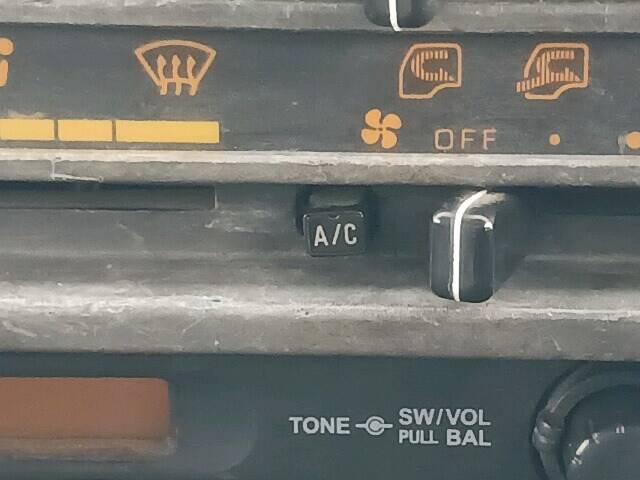 OFF
A/C
TONE SW/VOL
PULL BAL